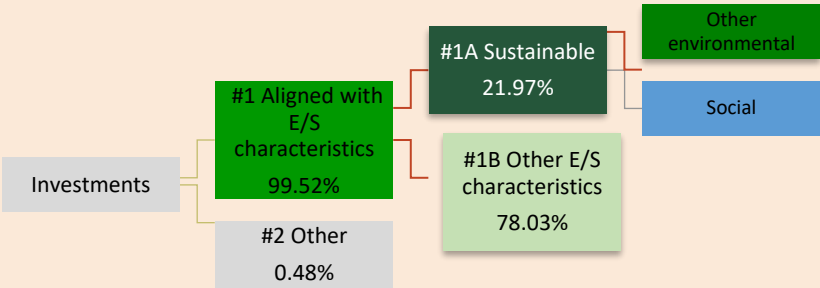 Investments
#1 Aligned with
E/S
characteristics
99.52%
#2 Other
0.48%
#1A Sustainable
21.97%
#1B Other E/S
characteristics
78.03%
Other
environmental
Social